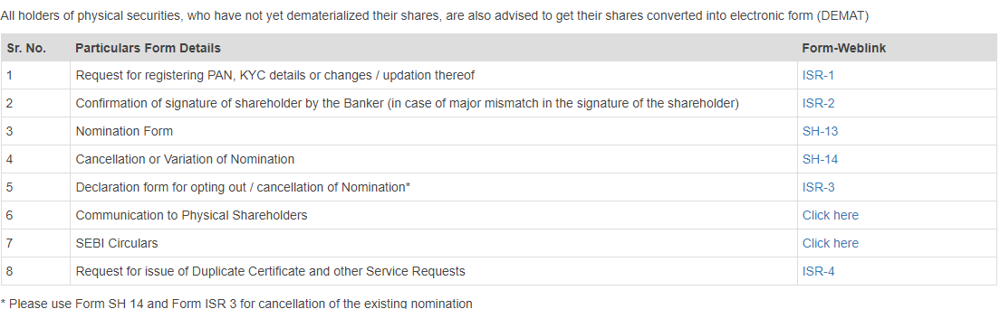 All holders of physical securities, who have not yet dematerialized their shares, are also advised to get their shares converted into electronic form (DEMAT)
Sr. No. Particulars Form Details Form-Weblink
1 Request for registering PAN, KYC details or changes / updation thereof ISR-1
2 Confirmation of signature of shareholder by the Banker (in case of major mismatch in the signature of the shareholder) ISR-2
3 Nomination Form SH-13
4 Cancellation or Variation of Nomination SH-14
5 Declaration form for opting out / cancellation of Nomination* ISR-3
6 Communication to Physical Shareholders Click here
7 SEBI Circulars Click here
8 Request for issue of Duplicate Certificate and other Service Requests ISR-4
* Please use Form SH 14 and Form ISR 3 for cancellation of the existing nomination